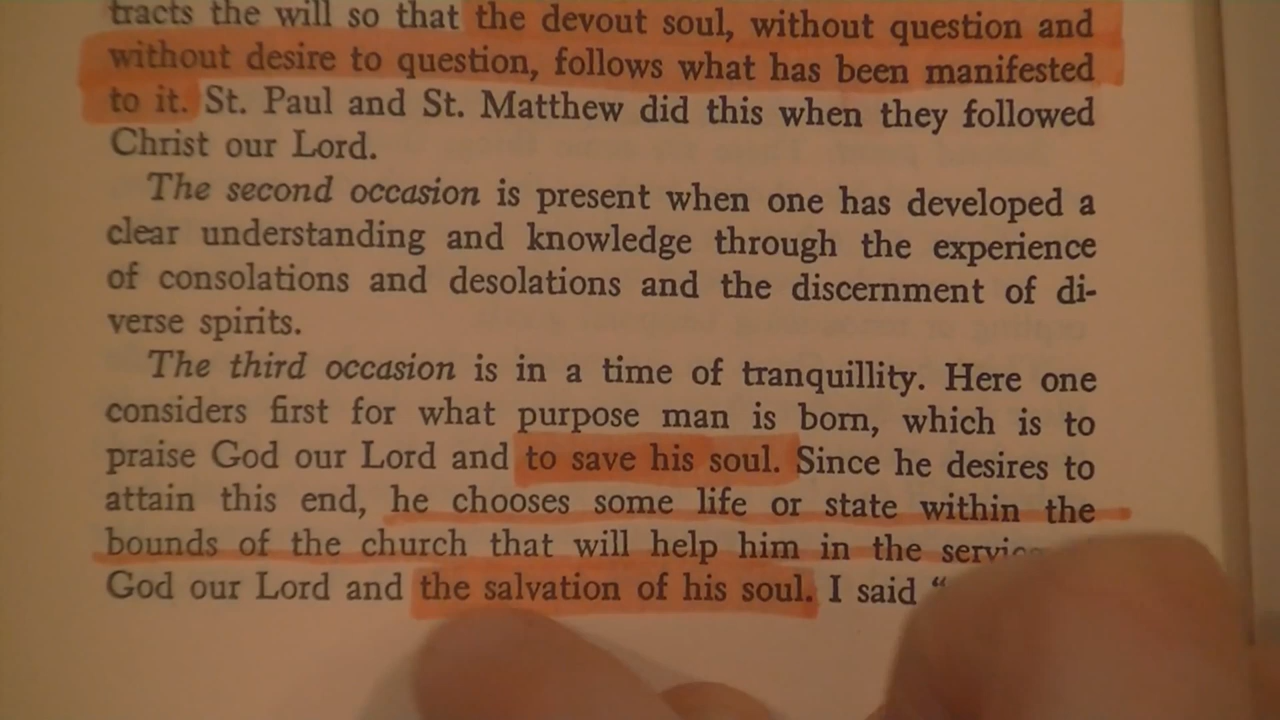 tracts the will so that the devout soul, without question and
without desire to question, follows what has been manifested
to it. St. Paul and St. Matthew did this when they followed
Christ our Lord.
The second occasion is present when one has developed a
clear understanding and knowledge through the experience
of consolations and desolations and the discernment of di-
verse spirits.
The third occasion is in a time of tranquillity. Here one
considers first for what purpose man is born, which is to
praise God our Lord and to save his soul. Since he desires to
attain this end, he chooses some life or state within the
bounds of the church that will help him in the
God our Lord and the salvation of his soul. I said “